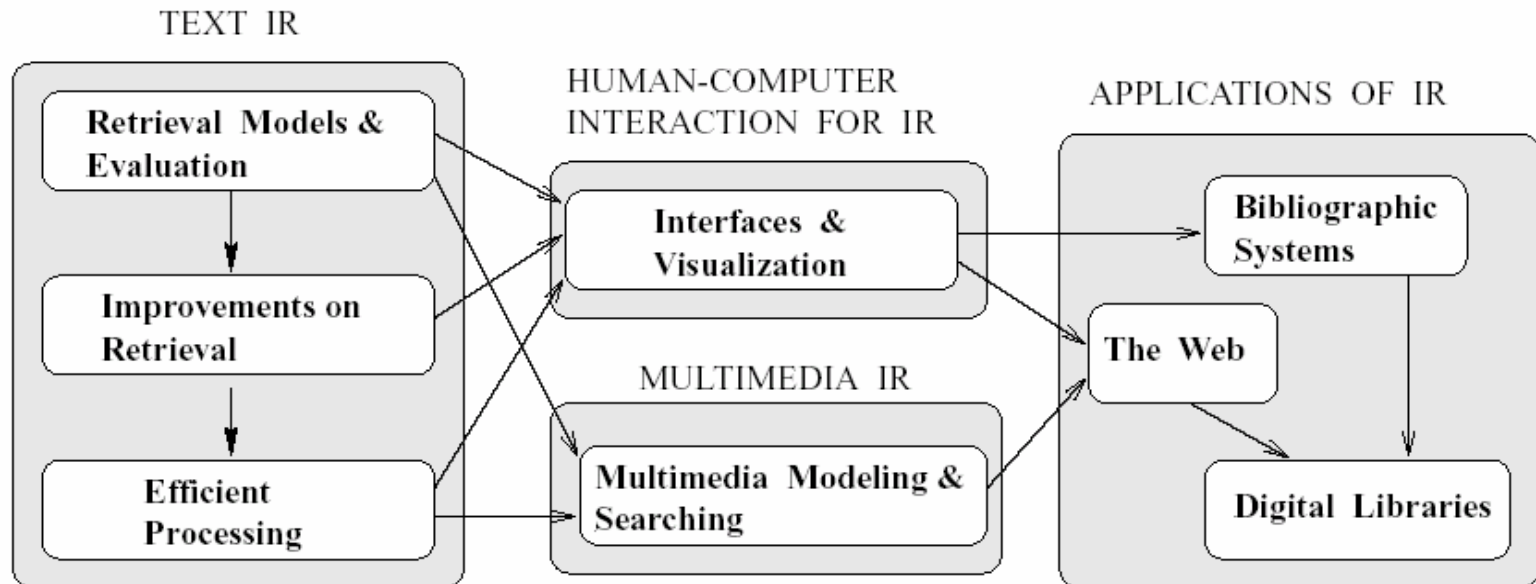 TEXT IR
Retrieval Models &
Evaluation
Improvements on
Retrieval
Efficient
Processing
HUMAN-COMPUTER
INTERACTION FOR IR
Interfaces &
Visualization
MULTIMEDIA IR
Multimedia Modeling &
Searching
APPLICATIONS OF IR
Bibliographic
Systems
The Web
Digital Libraries